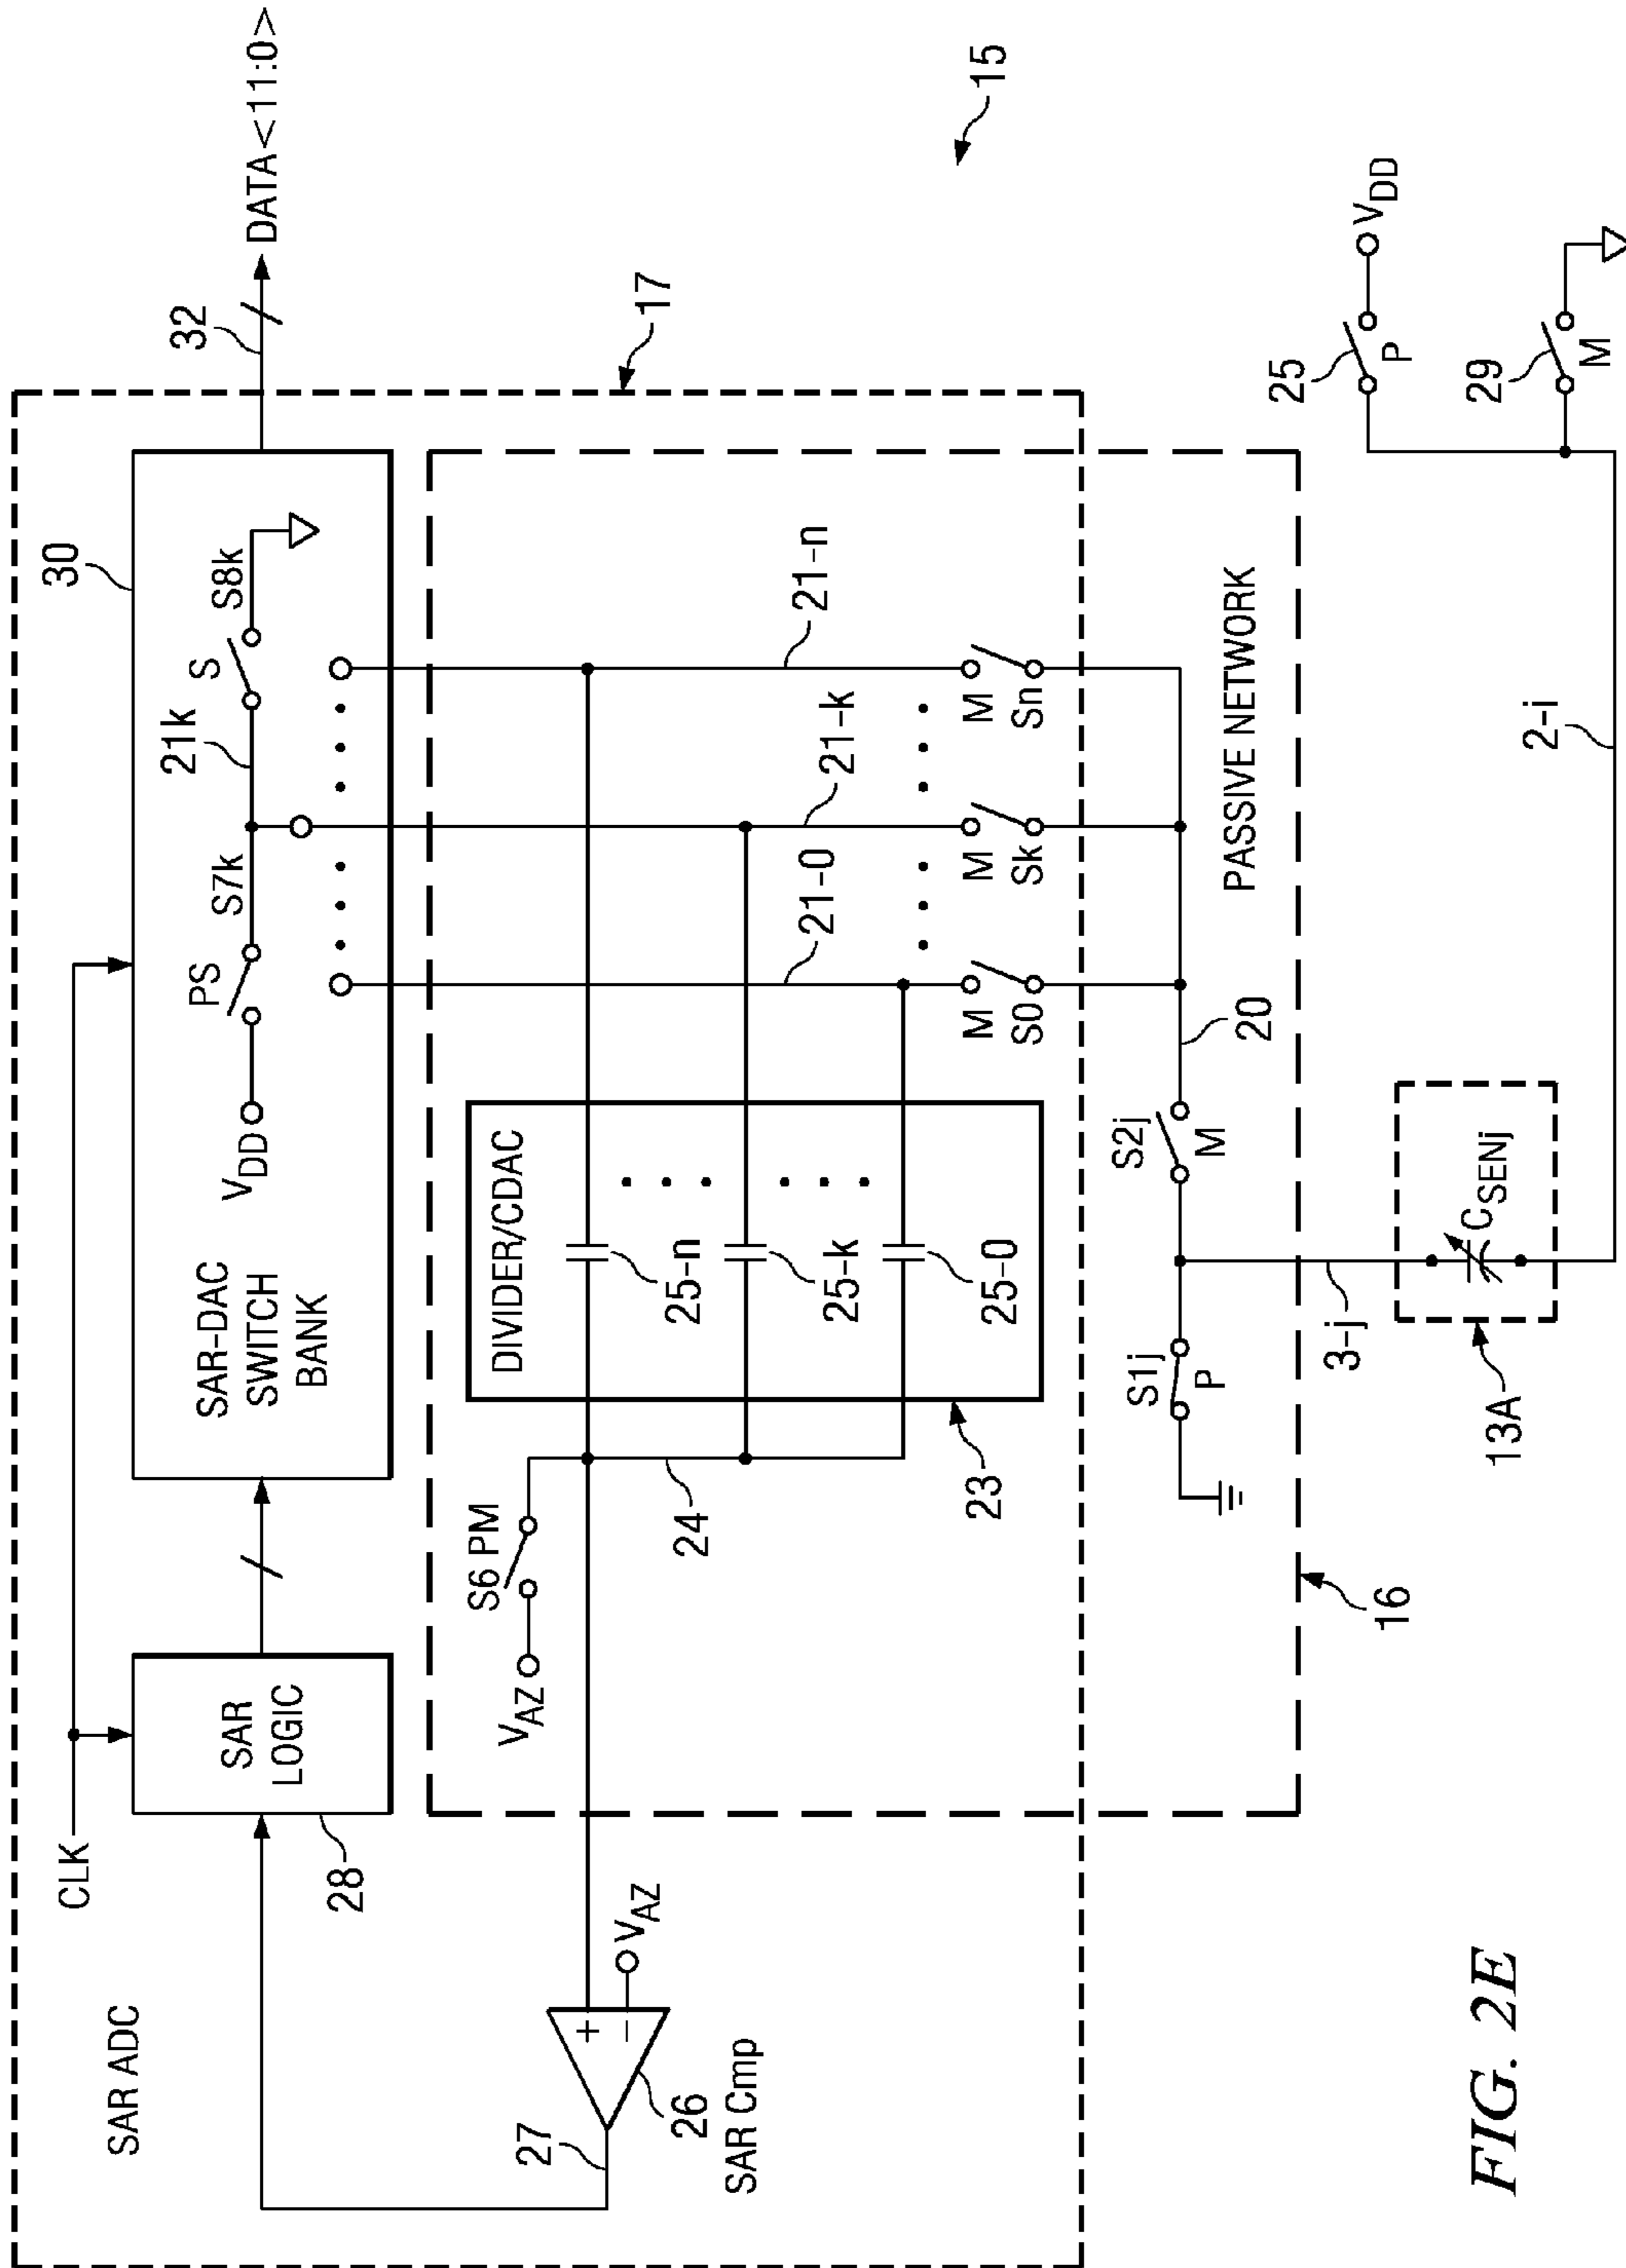 SAR ADC
CLK
SAR
LOGIC
28
SAR-DAC
SWITCH
BANK
30
VDD
PS
S7k
21k
S
S8k
32
DATA<11:0>
17
15
27
26
SAR Cmp
+
−
VAZ
VAZ
S6 PM
24
DIVIDER/CDAC
25-n
25-k
25-0
23
21-0
21-k
21-n
M
S0
M
Sk
M
Sn
S1j
P
S2j
M
20
PASSIVE NETWORK
16
3-j
CSENj
13A
2-i
25
P
VDD
29
M
FIG. 2E